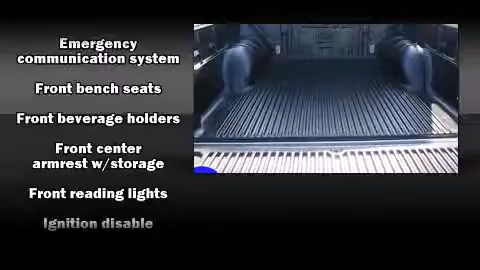 Emergency
communication system
Front bench seats
Front beverage holders
Front center
armrest w/storage
Front reading lights
Ignition disable